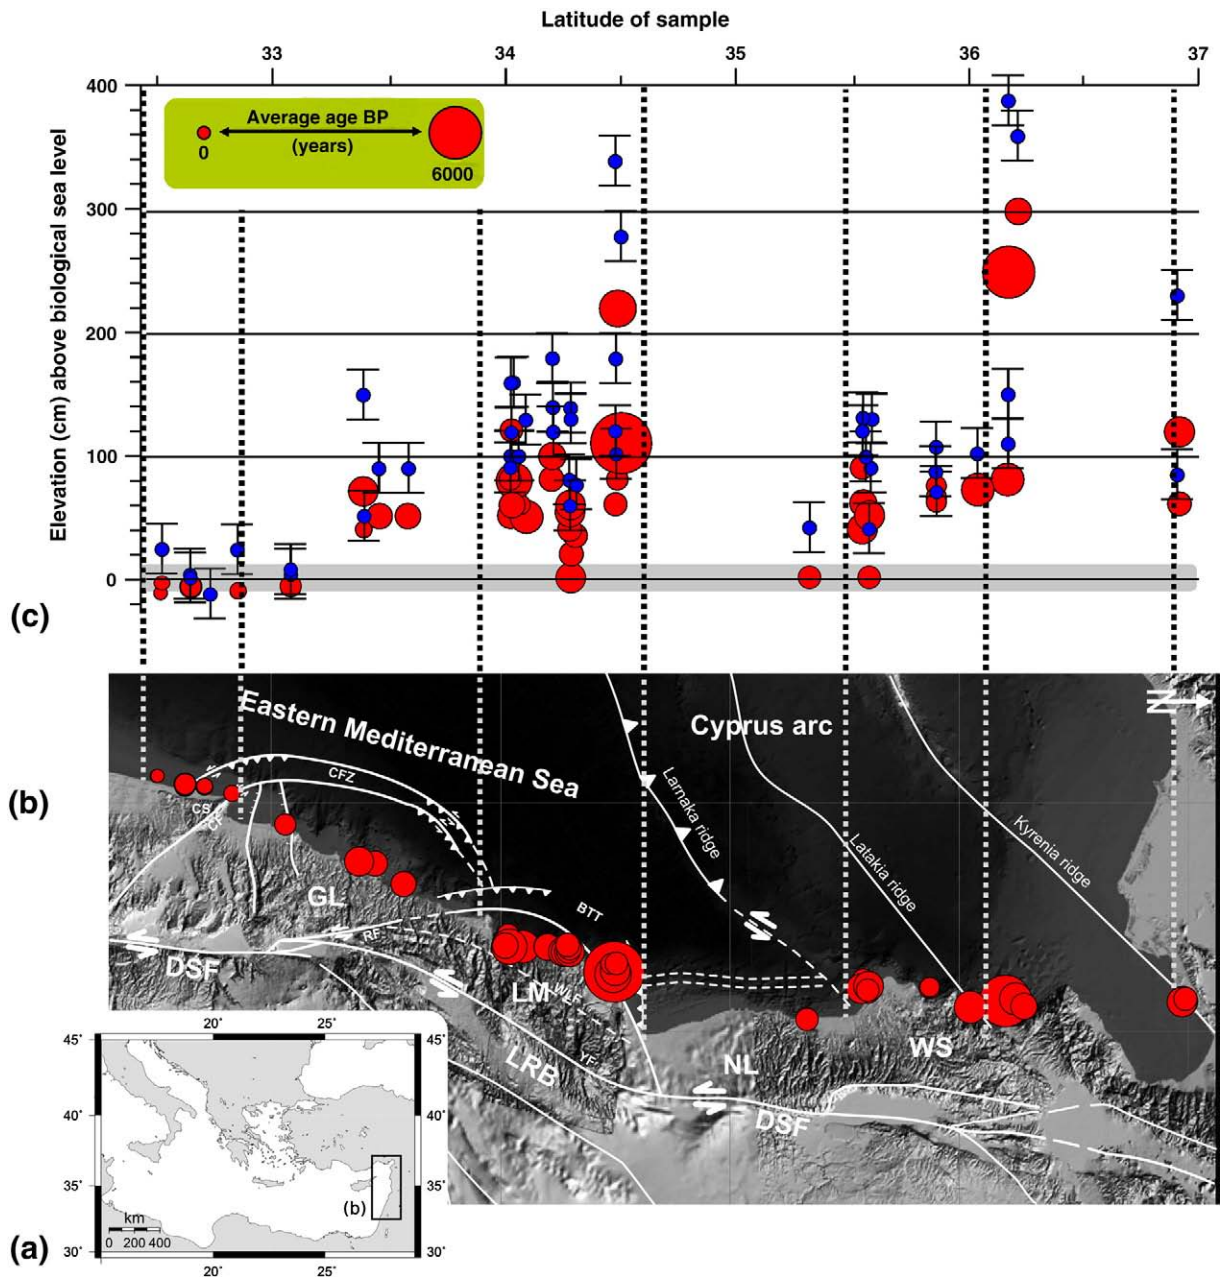 Latitude of sample
33 34 35 36 37
Elevation (cm) above biological sea level
400
300
200
100
0
Average age BP
(years)
0
6000
(c)
(b)
Eastern Mediterranean Sea
Cyprus arc
N
CFZ
CS
CF
Larnaka ridge
Latakia ridge
Kyrenia ridge
GL
BTT
RF
DSF
LM
WLF
LRB
YF
NL
WS
DSF
20° 25°
45° 45°
40° 40°
35° 35°
30° 30°
(b)
km
0 200 400
20° 25°
(a)